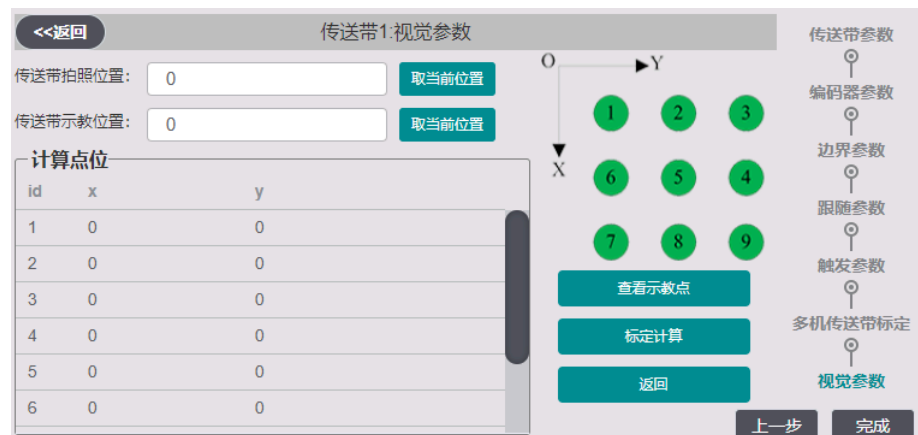 <<返回
传送带1:视觉参数
传送带拍照位置：
0
取当前位置
传送带示教位置：
0
取当前位置
计算点位
id x y
1 0 0
2 0 0
3 0 0
4 0 0
5 0 0
6 0 0
O Y
X
1 2 3
6 5 4
7 8 9
查看示教点
标定计算
返回
传送带参数
编码器参数
边界参数
跟随参数
触发参数
多机传送带标定
视觉参数
上一步 完成